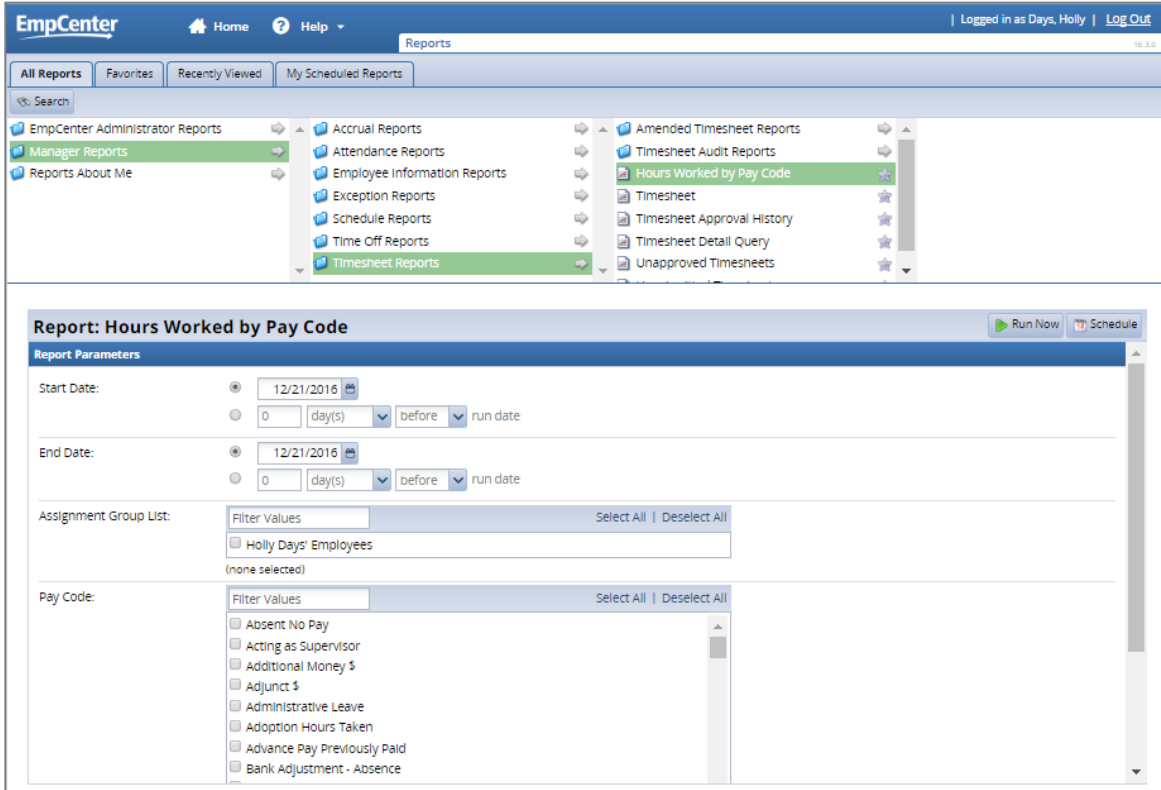 EmpCenter
Home
? Help
| Logged in as Days, Holly | Log Out
Reports
16.3.0
All Reports
Favorites
Recently Viewed
My Scheduled Reports
Search
EmpCenter Administrator Reports
Manager Reports
Reports About Me
Accrual Reports
Attendance Reports
Employee Information Reports
Exception Reports
Schedule Reports
Time Off Reports
Timesheet Reports
Amended Timesheet Reports
Timesheet Audit Reports
Hours Worked by Pay Code
Timesheet
Timesheet Approval History
Timesheet Detail Query
Unapproved Timesheets
Report: Hours Worked by Pay Code
Run Now
Schedule
Report Parameters
Start Date:
12/21/2016
0 day(s) before run date
End Date:
12/21/2016
0 day(s) before run date
Assignment Group List:
Filter Values
Select All | Deselect All
Holly Days' Employees
(none selected)
Pay Code:
Filter Values
Select All | Deselect All
Absent No Pay
Acting as Supervisor
Additional Money $
Adjunct $
Administrative Leave
Adoption Hours Taken
Advance Pay Previously Paid
Bank Adjustment - Absence